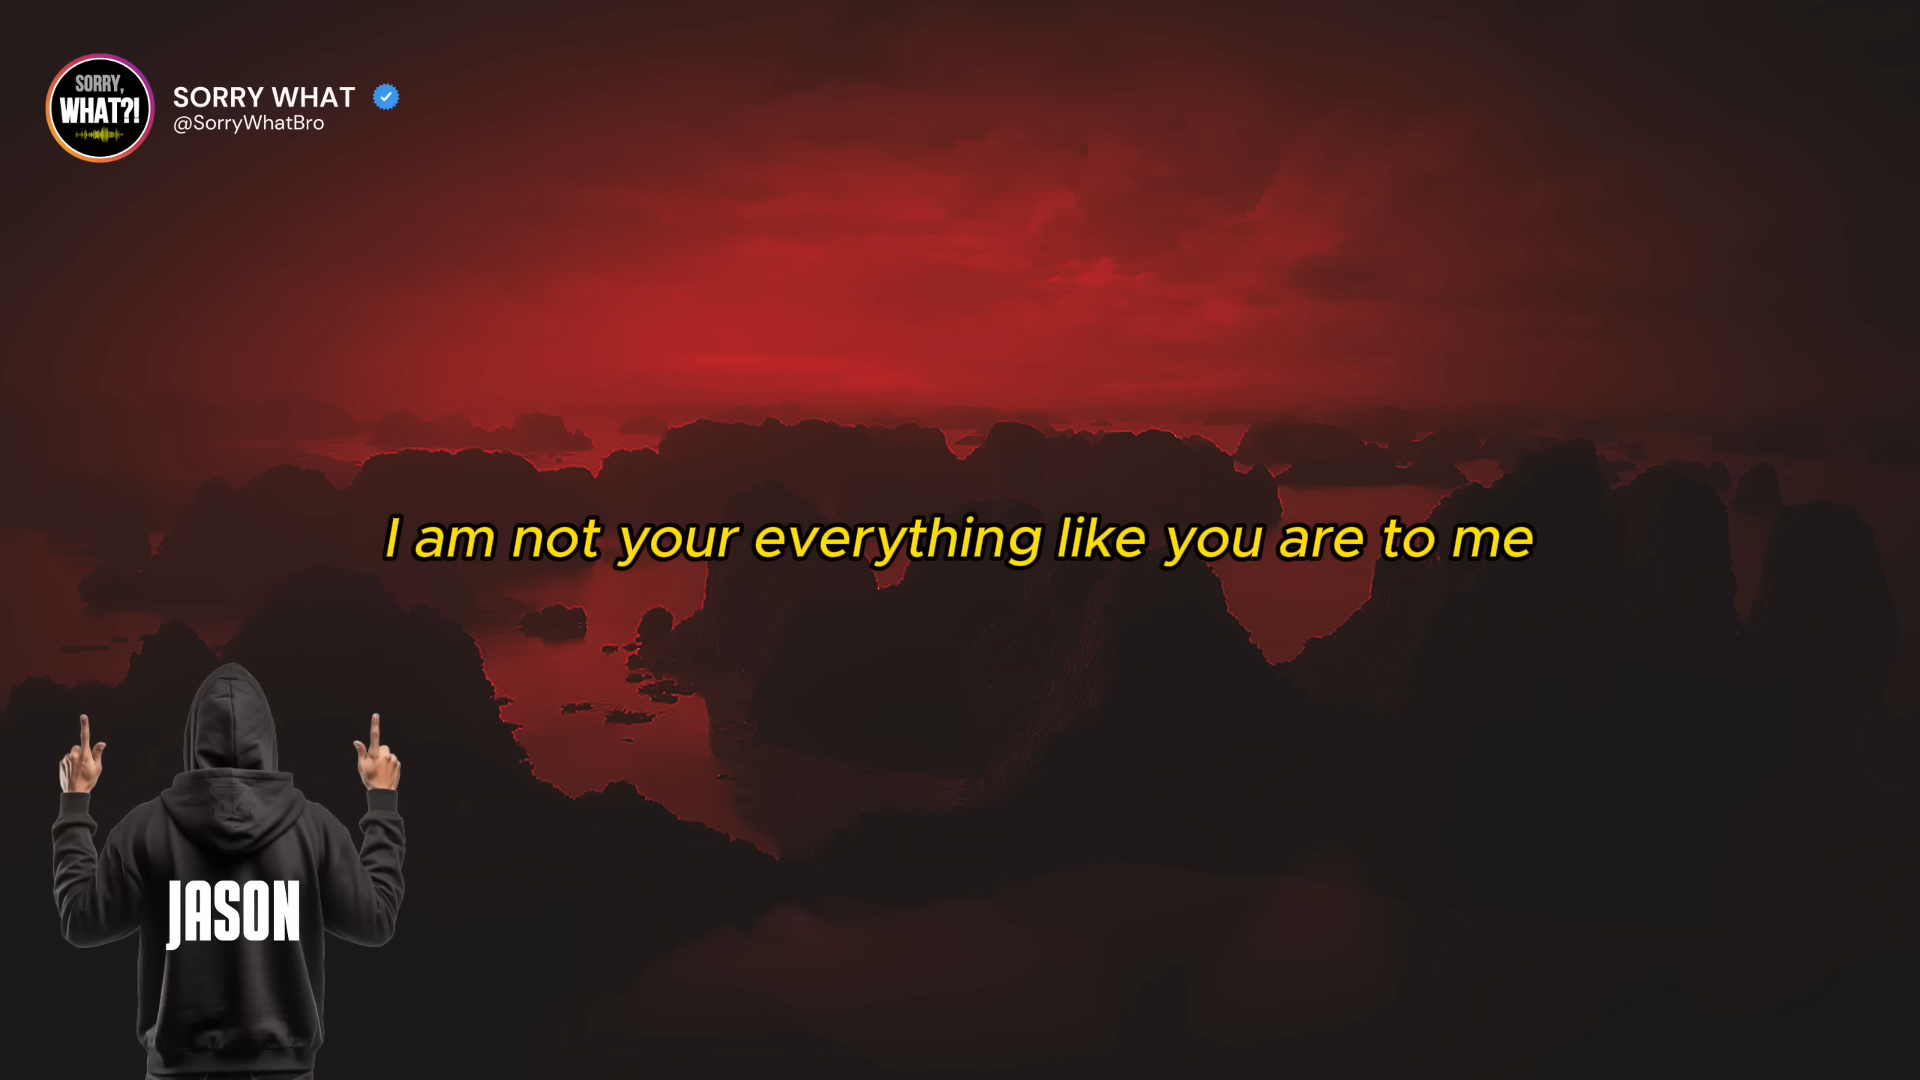 SORRY,
WHAT?!
SORRY WHAT
@SorryWhatBro
I am not your everything like you are to me
JASON